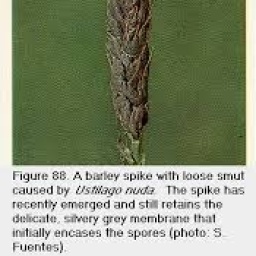 Figure 88. A barley spike with loose smut
caused by Ustilago nuda. The spike has
recently emerged and still retains the
delicate, silvery grey membrane that
initially encases the spores (photo: S.
Fuentes).